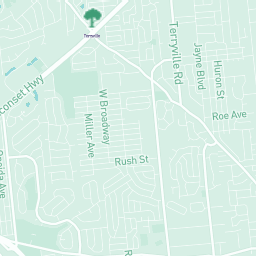 Terryville
Terryville Rd
Jayne Blvd
Huron St
conset Hwy
W Broadway
Miller Ave
Roe Ave
Rush St
Oneida Ave
R